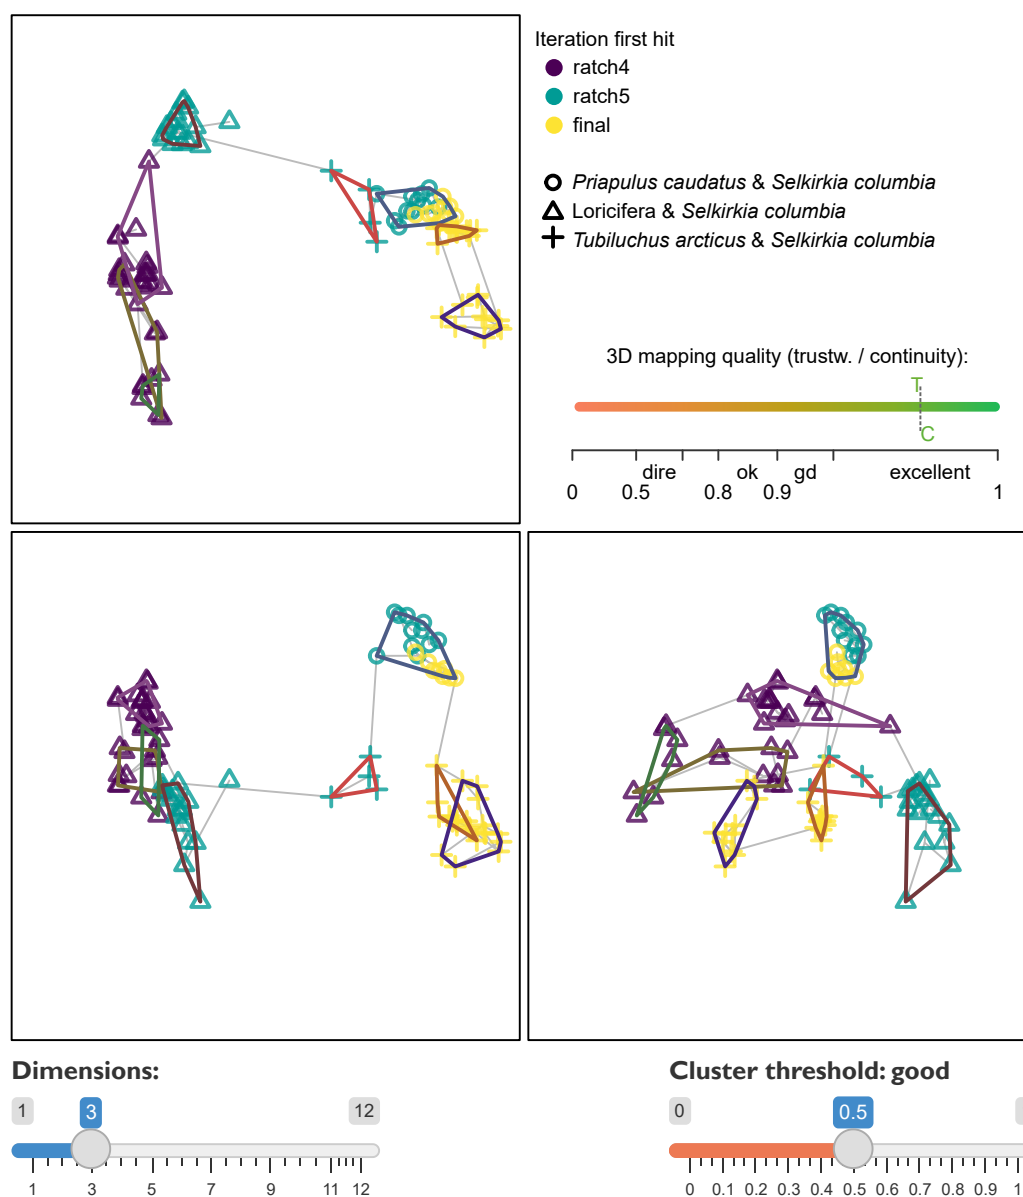 Iteration first hit
ratch4
ratch5
final
Priapulus caudatus & Selkirkia columbia
Loricifera & Selkirkia columbia
Tubiluchus arcticus & Selkirkia columbia
3D mapping quality (trustw. / continuity):
T
C
dire ok gd excellent
0 0.5 0.8 0.9 1
Dimensions:
1 3 12
1 3 5 7 9 11 12
Cluster threshold: good
0 0.5
0 0.1 0.2 0.3 0.4 0.5 0.6 0.7 0.8 0.9 1